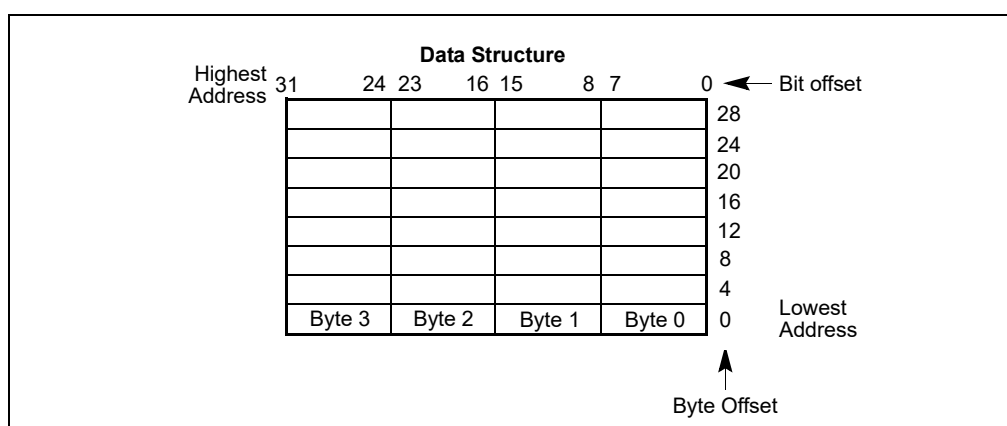 Data Structure
Highest Address
31 24 23 16 15 8 7 0
Bit offset
28
24
20
16
12
8
4
Byte 3 Byte 2 Byte 1 Byte 0 0
Lowest Address
Byte Offset